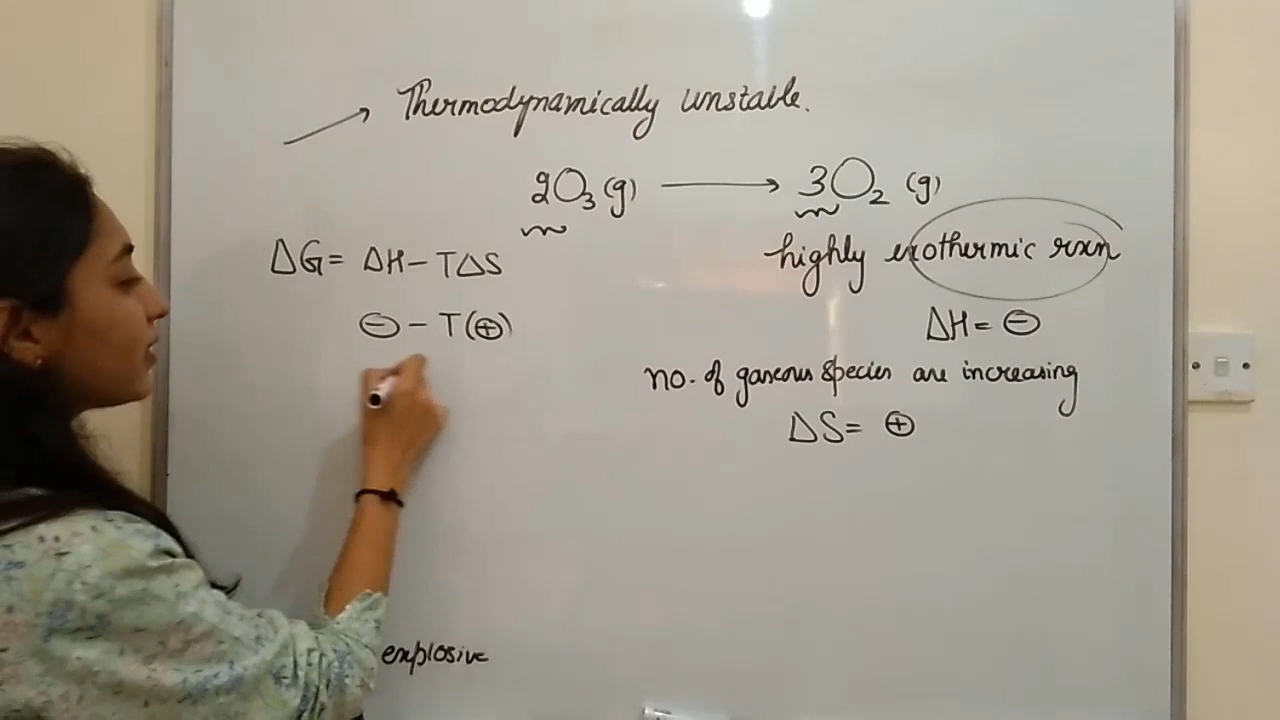 → Thermodynamically unstable.
2O₃(g) → 3O₂ (g)
highly exothermic rxn
ΔG = ΔH – TΔS
ΔH = ⊖
⊖ – T(⊕)
no. of gaseous species are increasing
ΔS = ⊕
explosive